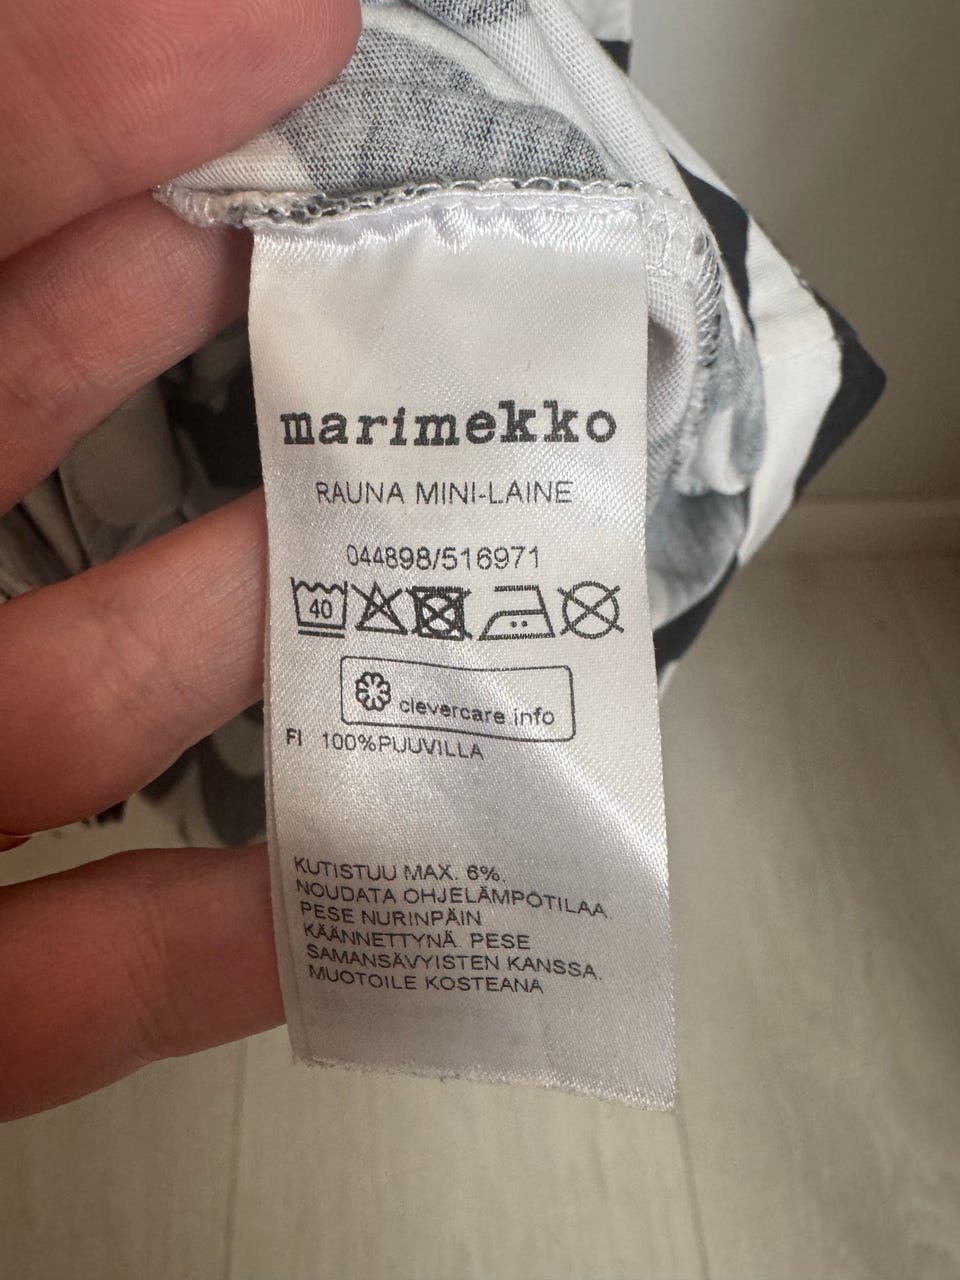 marimekko
RAUNA MINI-LAINE
044898/516971
40
clevercare info
FI 100%PUUVILLA
KUTISTUU MAX. 6%.
NOUDATA OHJELÄMPÖTILAA.
PESE NURINPÄIN
KÄÄNNETTYNÄ. PESE
SAMANSÄVYISTEN KANSSA.
MUOTOILE KOSTEANA